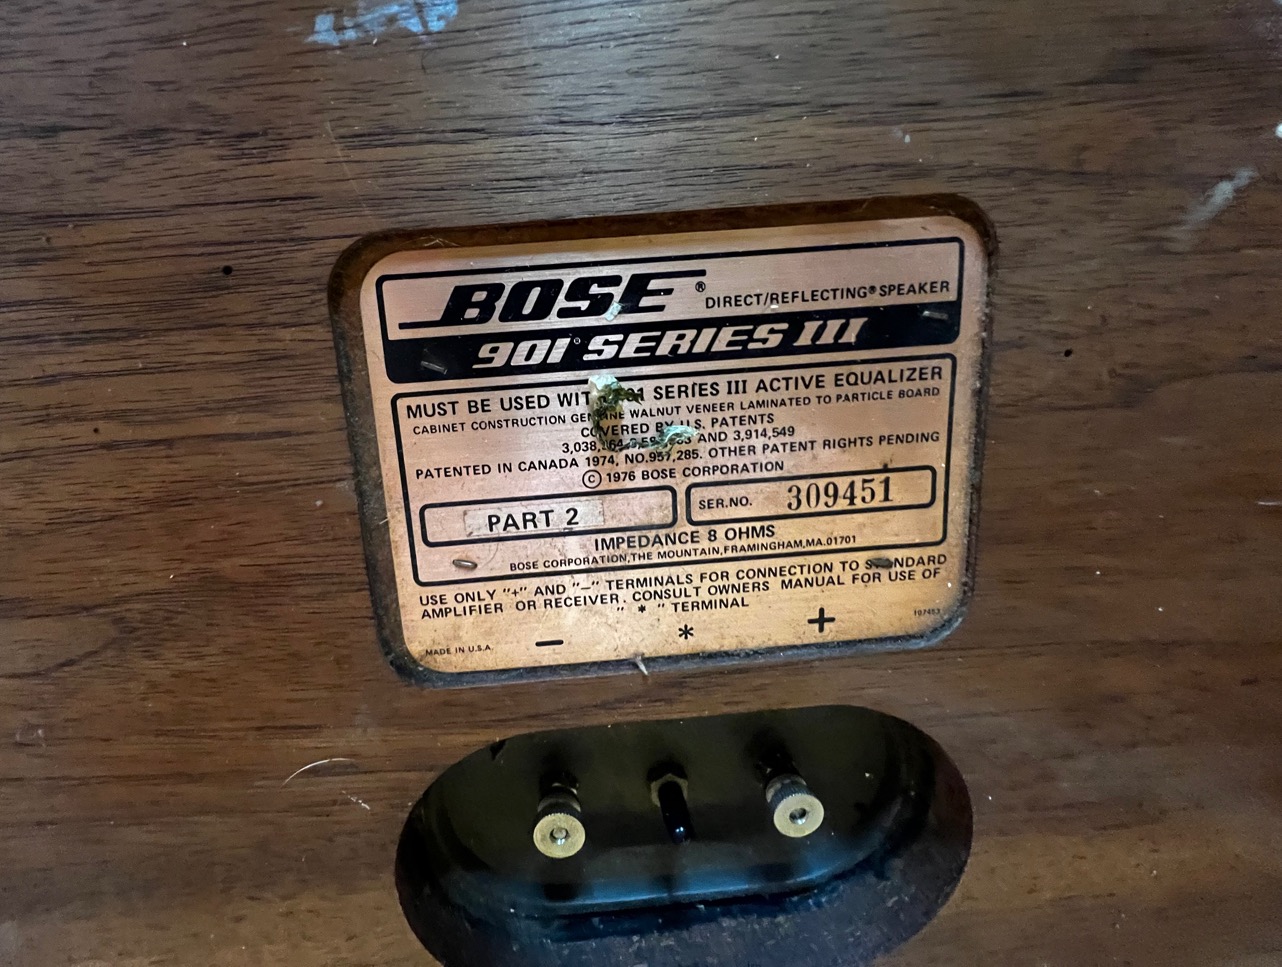 BOSE® DIRECT/REFLECTING® SPEAKER
901® SERIES III
MUST BE USED SERIES III ACTIVE EQUALIZER
CABINET CONSTRUCTION WALNUT VENEER LAMINATED TO PARTICLE BOARD
COVERED BY U.S. PATENTS
AND 3,914,549
PATENTED IN CANADA 1974, NO.957,285. OTHER PATENT RIGHTS PENDING
© 1976 BOSE CORPORATION
PART 2
SER.NO. 309451
IMPEDANCE 8 OHMS
BOSE CORPORATION, THE MOUNTAIN, FRAMINGHAM, MA. 01701
USE ONLY "+" AND "–" TERMINALS FOR CONNECTION TO
AMPLIFIER OR RECEIVER. CONSULT OWNERS MANUAL FOR USE OF
" * " TERMINAL
– * +
MADE IN U.S.A.